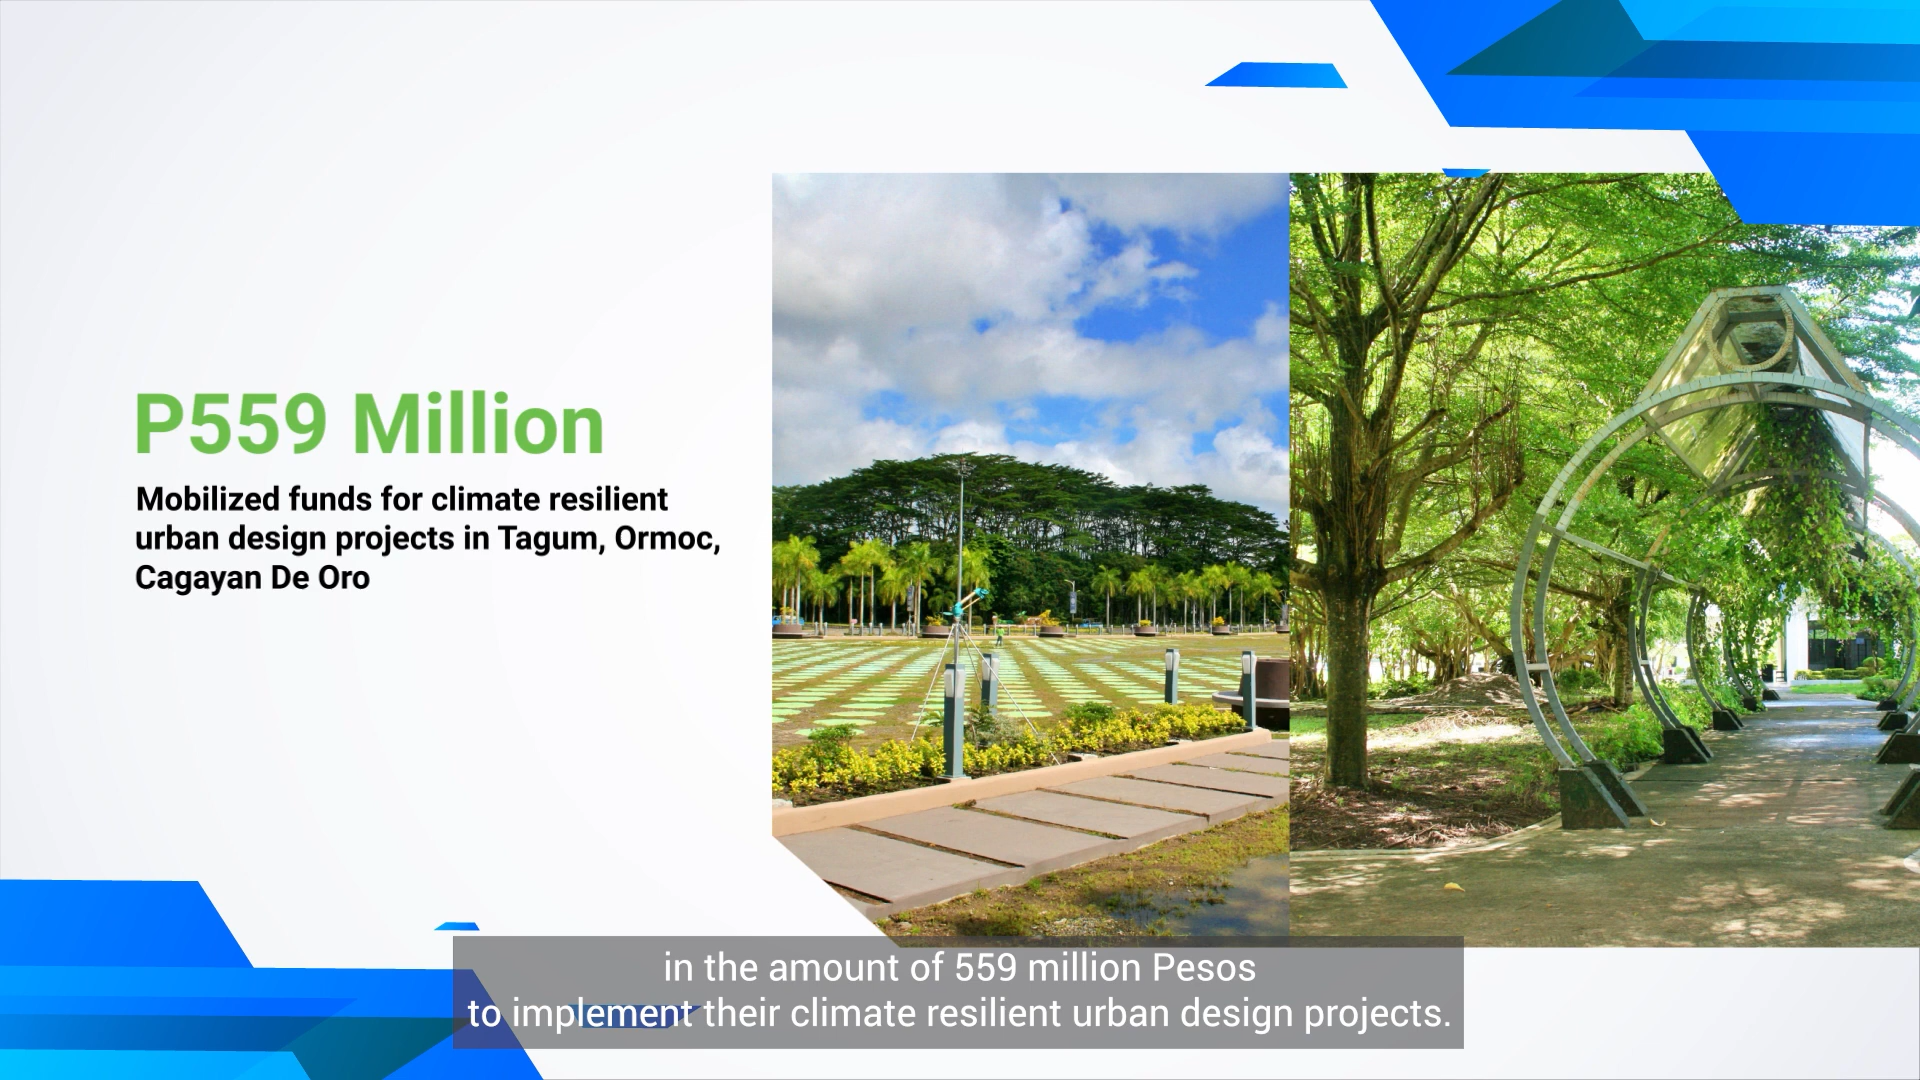 P559 Million
Mobilized funds for climate resilient
urban design projects in Tagum, Ormoc,
Cagayan De Oro
in the amount of 559 million Pesos
to implement their climate resilient urban design projects.